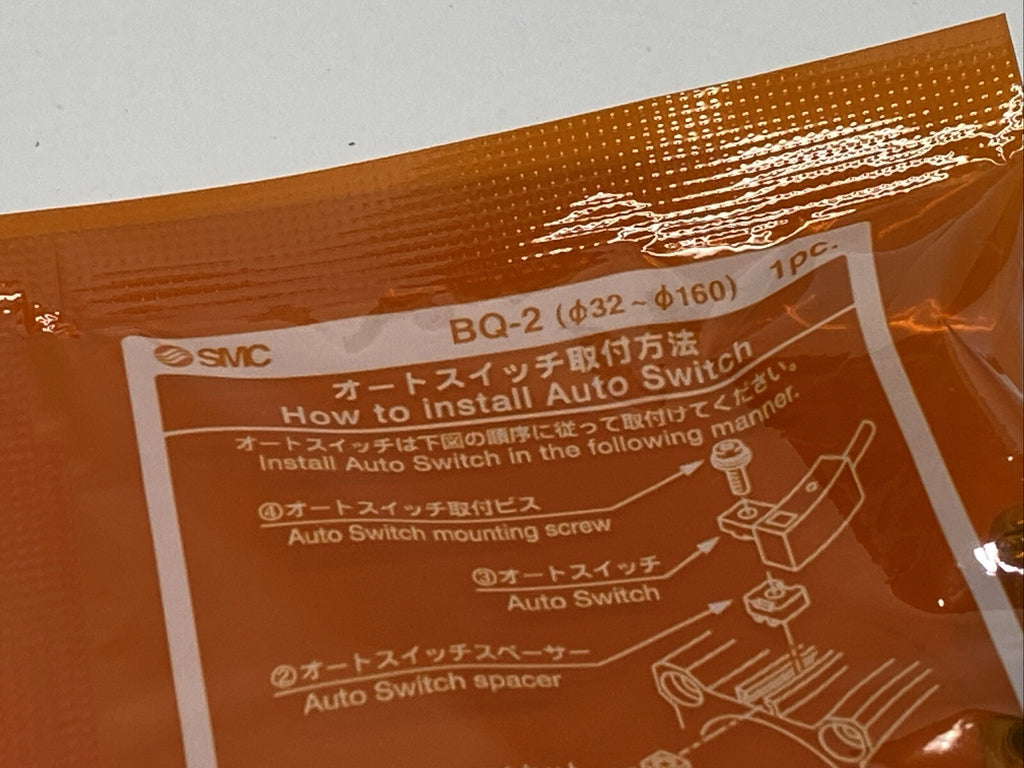 SMC
BQ-2 (φ32～φ160) 1pc.
オートスイッチ取付方法
How to install Auto Switch
オートスイッチは下図の順序に従って取付けてください。
Install Auto Switch in the following manner.
④オートスイッチ取付ビス
Auto Switch mounting screw
③オートスイッチ
Auto Switch
②オートスイッチスペーサー
Auto Switch spacer